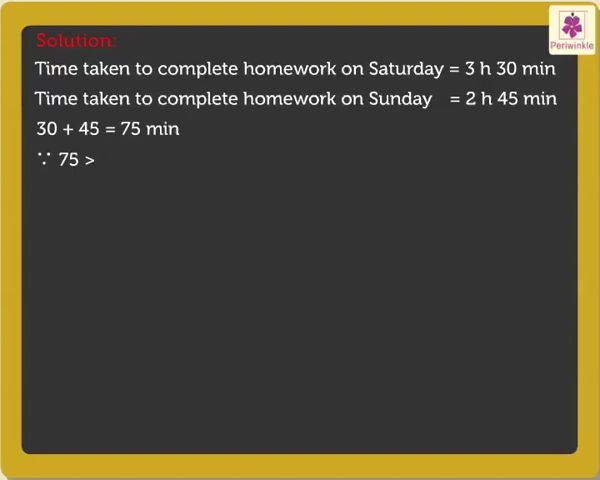 Periwinkle
Solution:
Time taken to complete homework on Saturday = 3 h 30 min
Time taken to complete homework on Sunday = 2 h 45 min
30 + 45 = 75 min
∵ 75 >